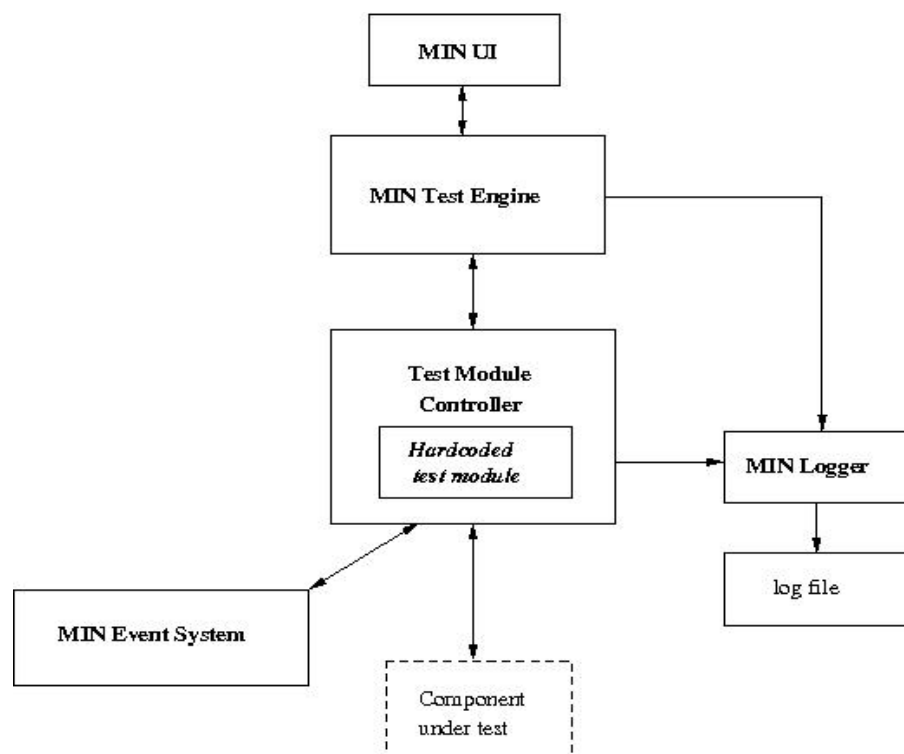 MIN UI
MIN Test Engine
Test Module
Controller
Hardcoded
test module
MIN Logger
log file
MIN Event System
Component
under test